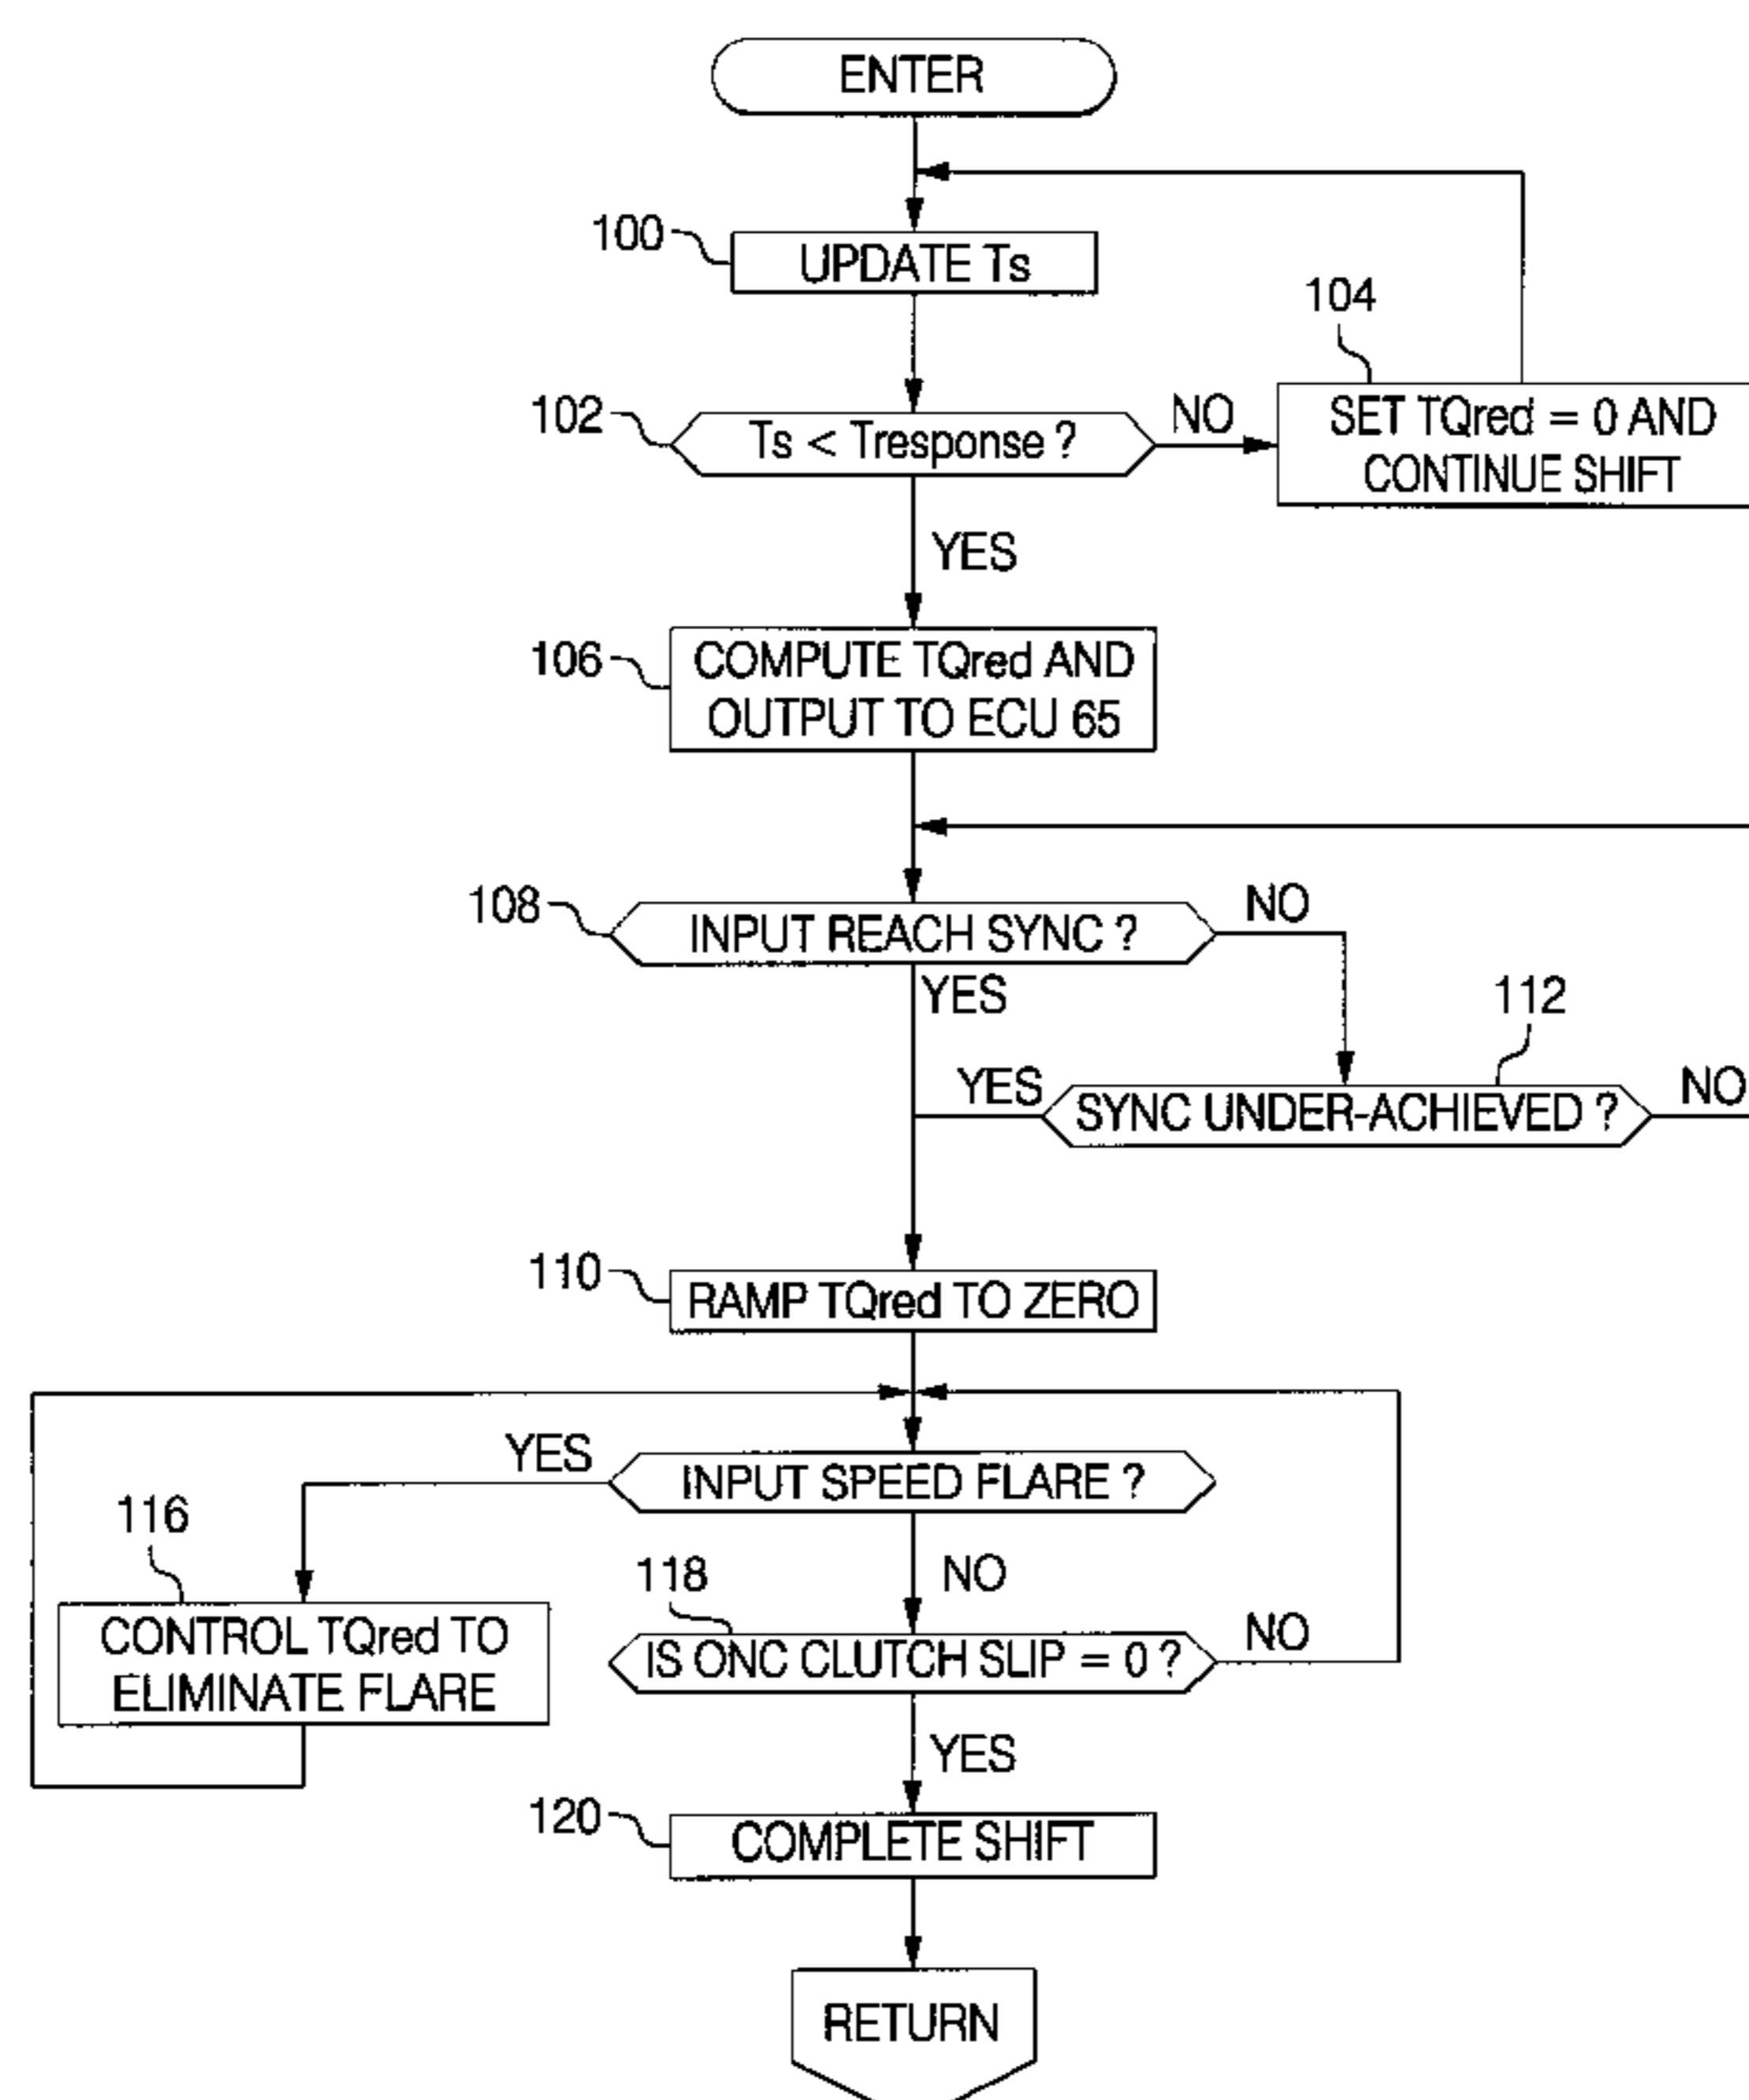 ENTER
100
UPDATE Ts
104
102
Ts < Tresponse ?
NO
SET TQred = 0 AND
CONTINUE SHIFT
YES
106
COMPUTE TQred AND
OUTPUT TO ECU 65
108
INPUT REACH SYNC ?
NO
YES
112
YES
SYNC UNDER-ACHIEVED ?
NO
110
RAMP TQred TO ZERO
YES
INPUT SPEED FLARE ?
116
CONTROL TQred TO
ELIMINATE FLARE
118
NO
IS ONC CLUTCH SLIP = 0 ?
NO
YES
120
COMPLETE SHIFT
RETURN